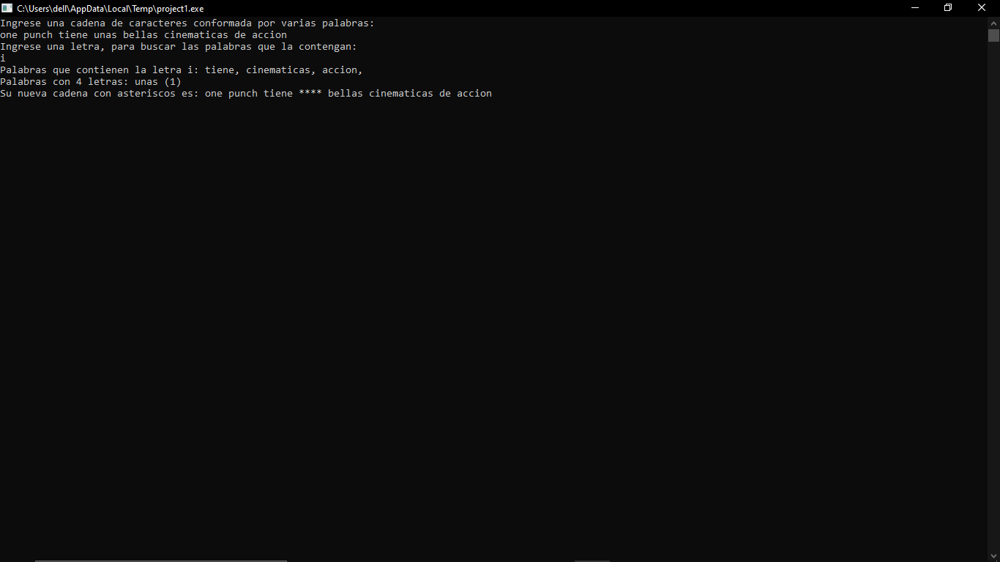 C:\Users\dell\AppData\Local\Temp\project1.exe
Ingrese una cadena de caracteres conformada por varias palabras:
one punch tiene unas bellas cinematicas de accion
Ingrese una letra, para buscar las palabras que la contengan:
i
Palabras que contienen la letra i: tiene, cinematicas, accion,
Palabras con 4 letras: unas (1)
Su nueva cadena con asteriscos es: one punch tiene **** bellas cinematicas de accion